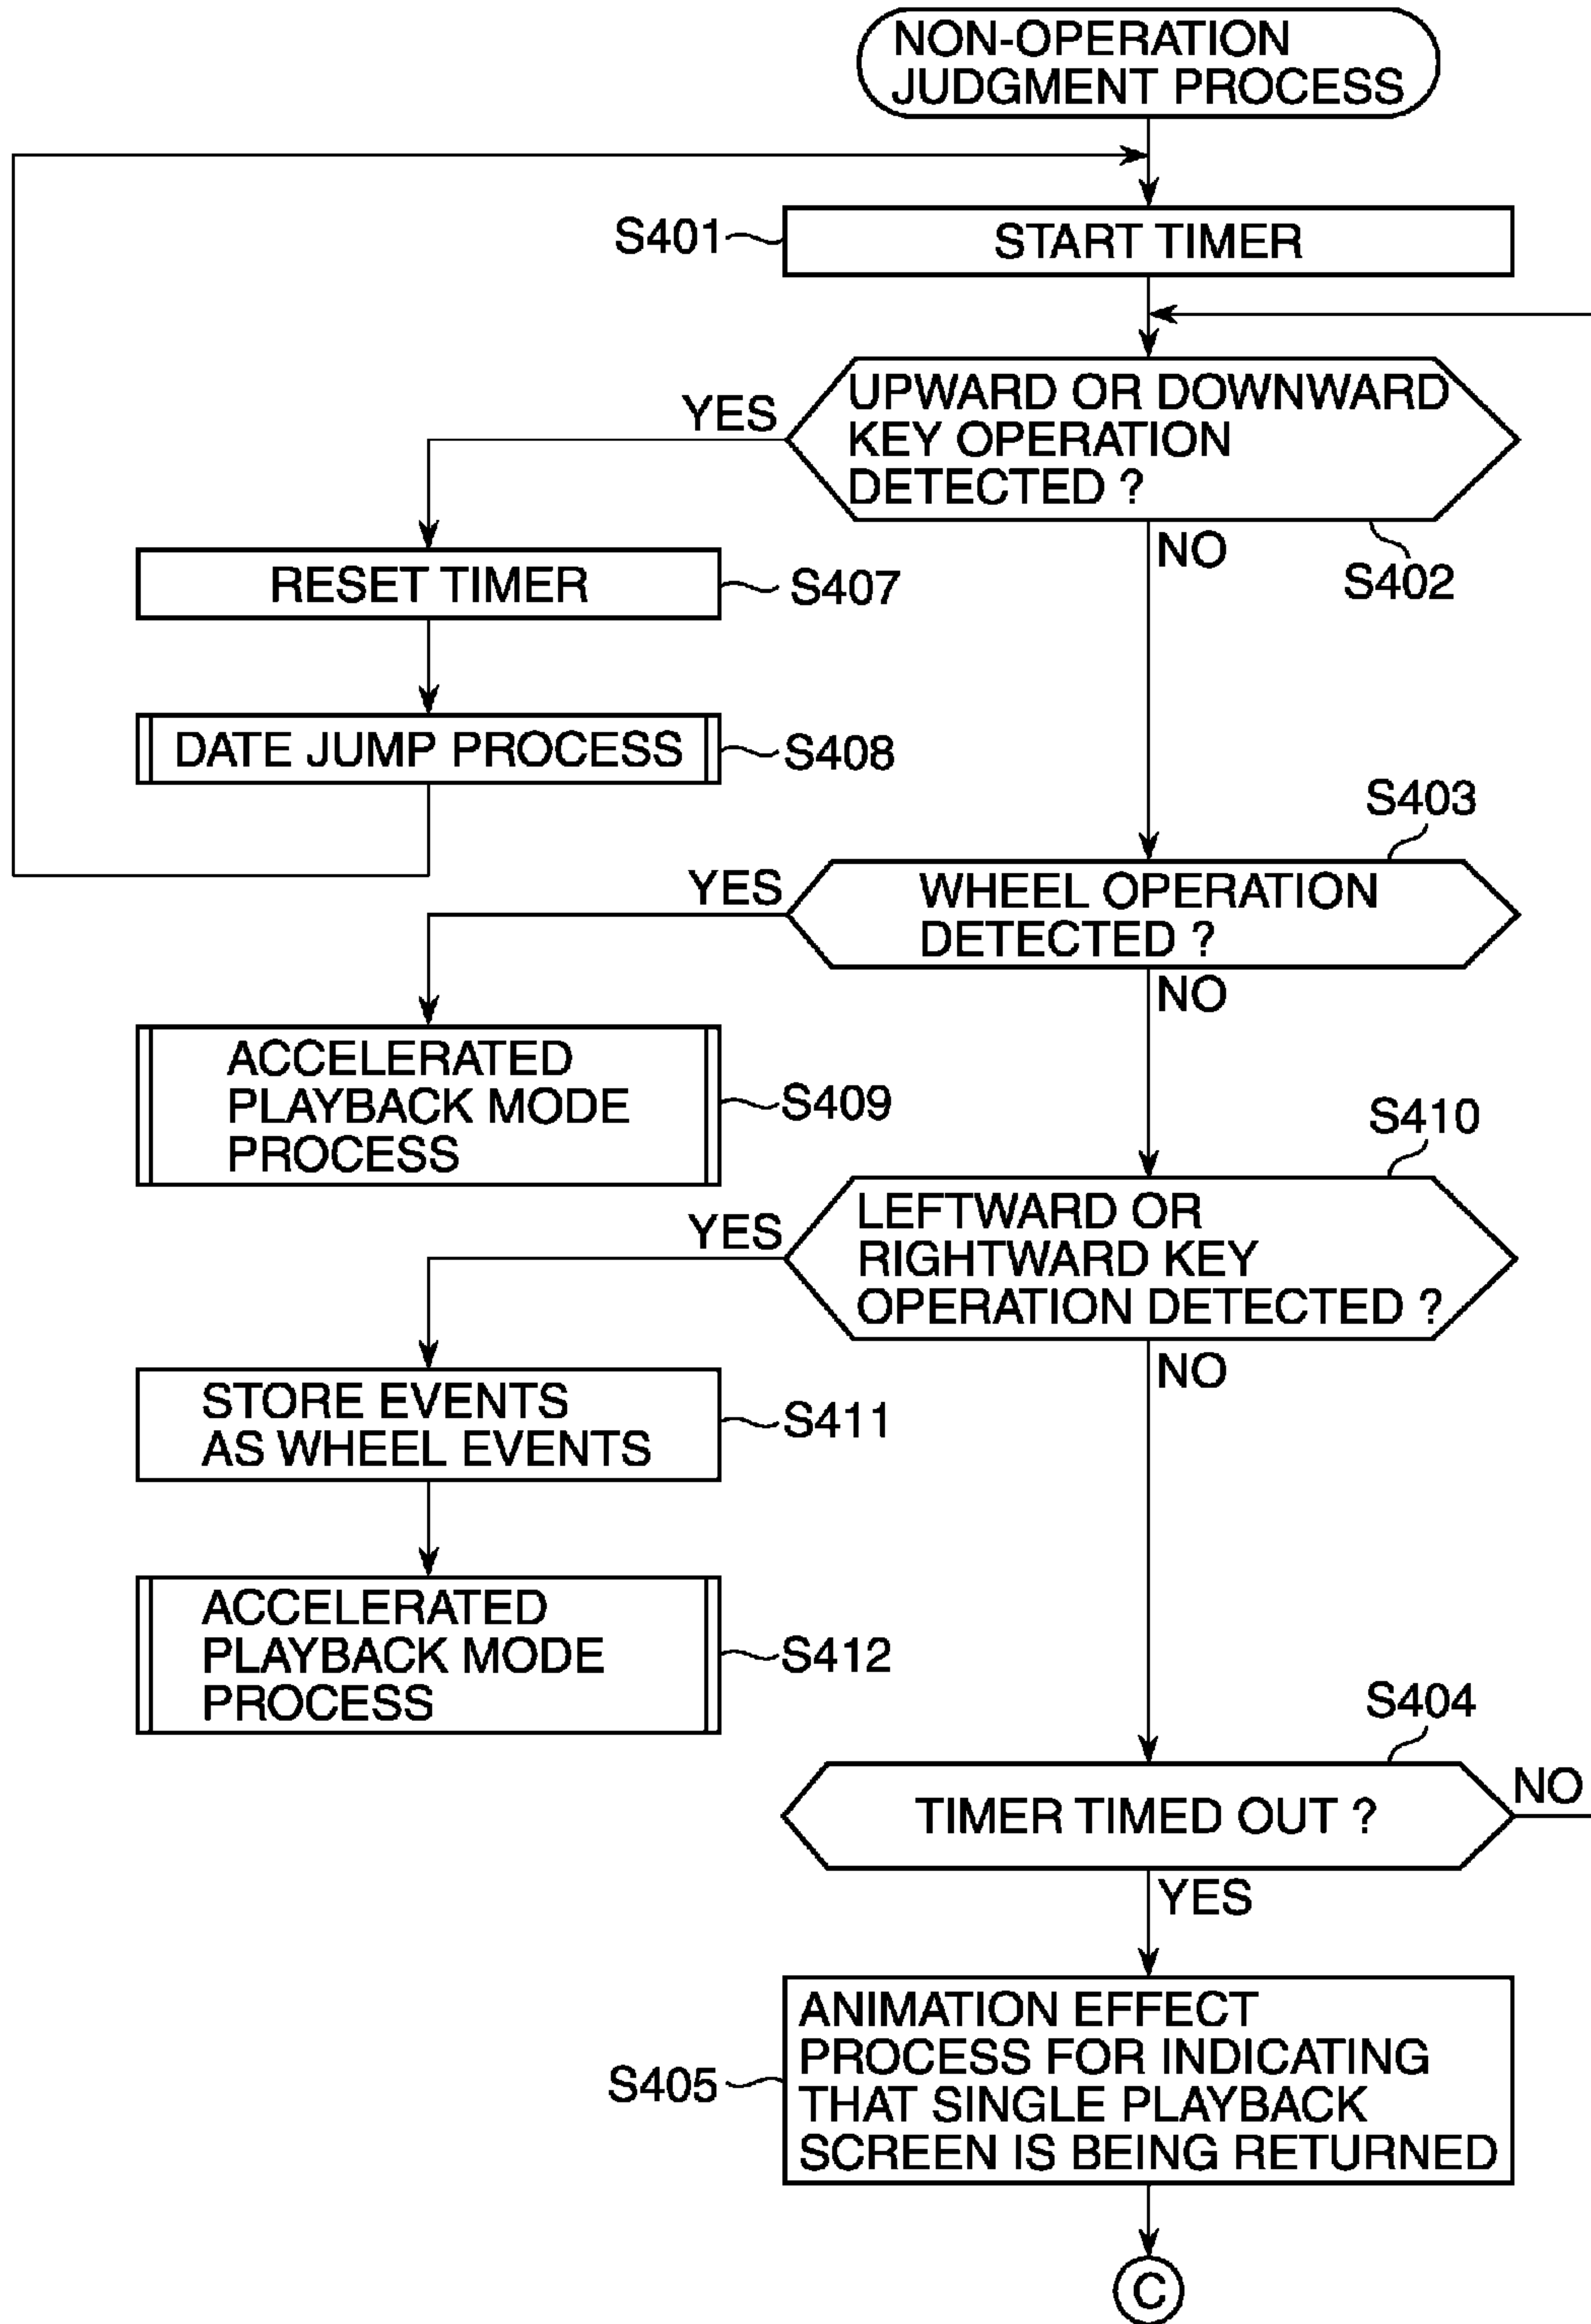 NON-OPERATION
JUDGMENT PROCESS
S401
START TIMER
YES
UPWARD OR DOWNWARD
KEY OPERATION
DETECTED ?
NO
S402
RESET TIMER
S407
DATE JUMP PROCESS
S408
S403
YES
WHEEL OPERATION
DETECTED ?
NO
ACCELERATED
PLAYBACK MODE
PROCESS
S409
S410
YES
LEFTWARD OR
RIGHTWARD KEY
OPERATION DETECTED ?
NO
STORE EVENTS
AS WHEEL EVENTS
S411
ACCELERATED
PLAYBACK MODE
PROCESS
S412
S404
TIMER TIMED OUT ?
NO
YES
S405
ANIMATION EFFECT
PROCESS FOR INDICATING
THAT SINGLE PLAYBACK
SCREEN IS BEING RETURNED
C